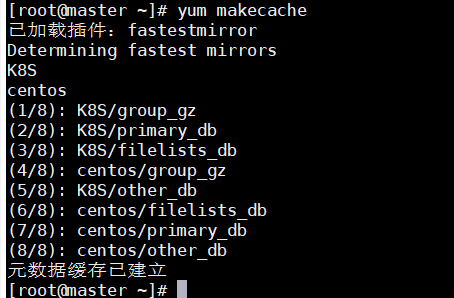 [root@master ~]# yum makecache
已加载插件：fastestmirror
Determining fastest mirrors
K8S
centos
(1/8): K8S/group_gz
(2/8): K8S/primary_db
(3/8): K8S/filelists_db
(4/8): centos/group_gz
(5/8): K8S/other_db
(6/8): centos/filelists_db
(7/8): centos/primary_db
(8/8): centos/other_db
元数据缓存已建立
[root@master ~]#